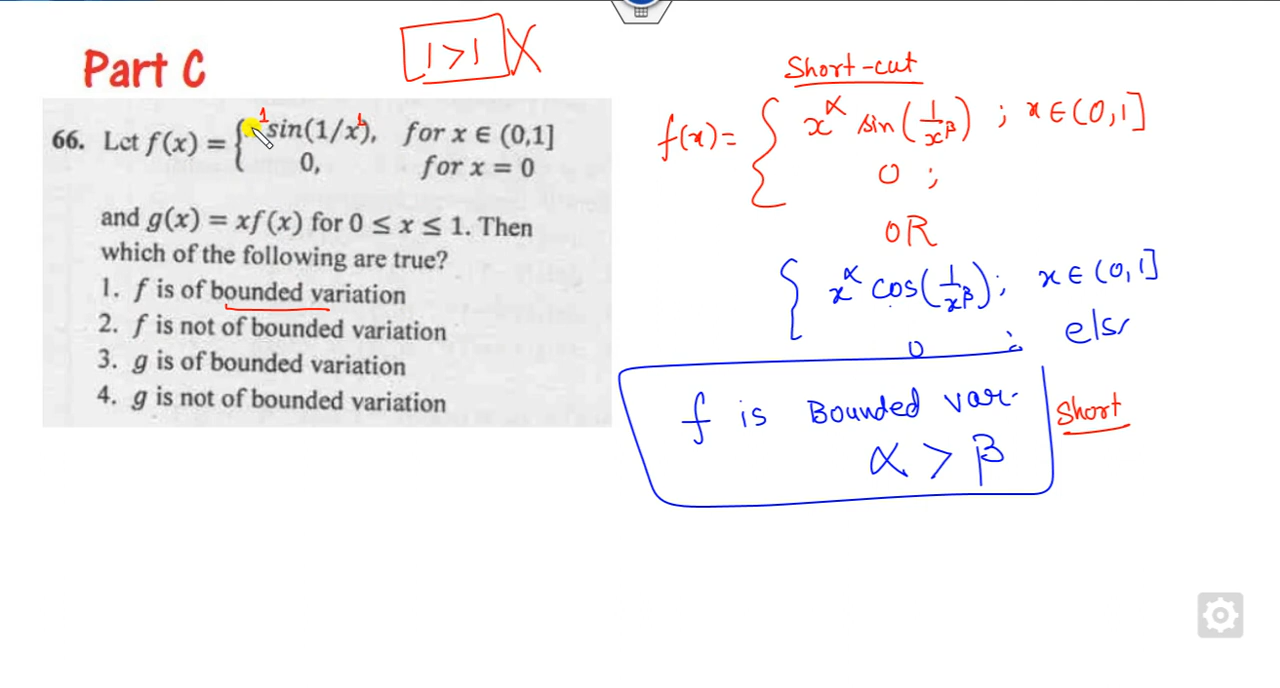 1 > 1 X
Part C
66. Let f(x) = { x¹ sin(1/x¹), for x ∈ (0,1]
0, for x = 0
and g(x) = xf(x) for 0 ≤ x ≤ 1. Then
which of the following are true?
1. f is of bounded variation
2. f is not of bounded variation
3. g is of bounded variation
4. g is not of bounded variation
Short-cut
f(x) = { x^α sin(1/x^β) ; x ∈ (0,1]
0 ;
OR
{ x^α cos(1/x^β); x ∈ (0,1]
0 ; else
f is Bounded var.
α > β
Short